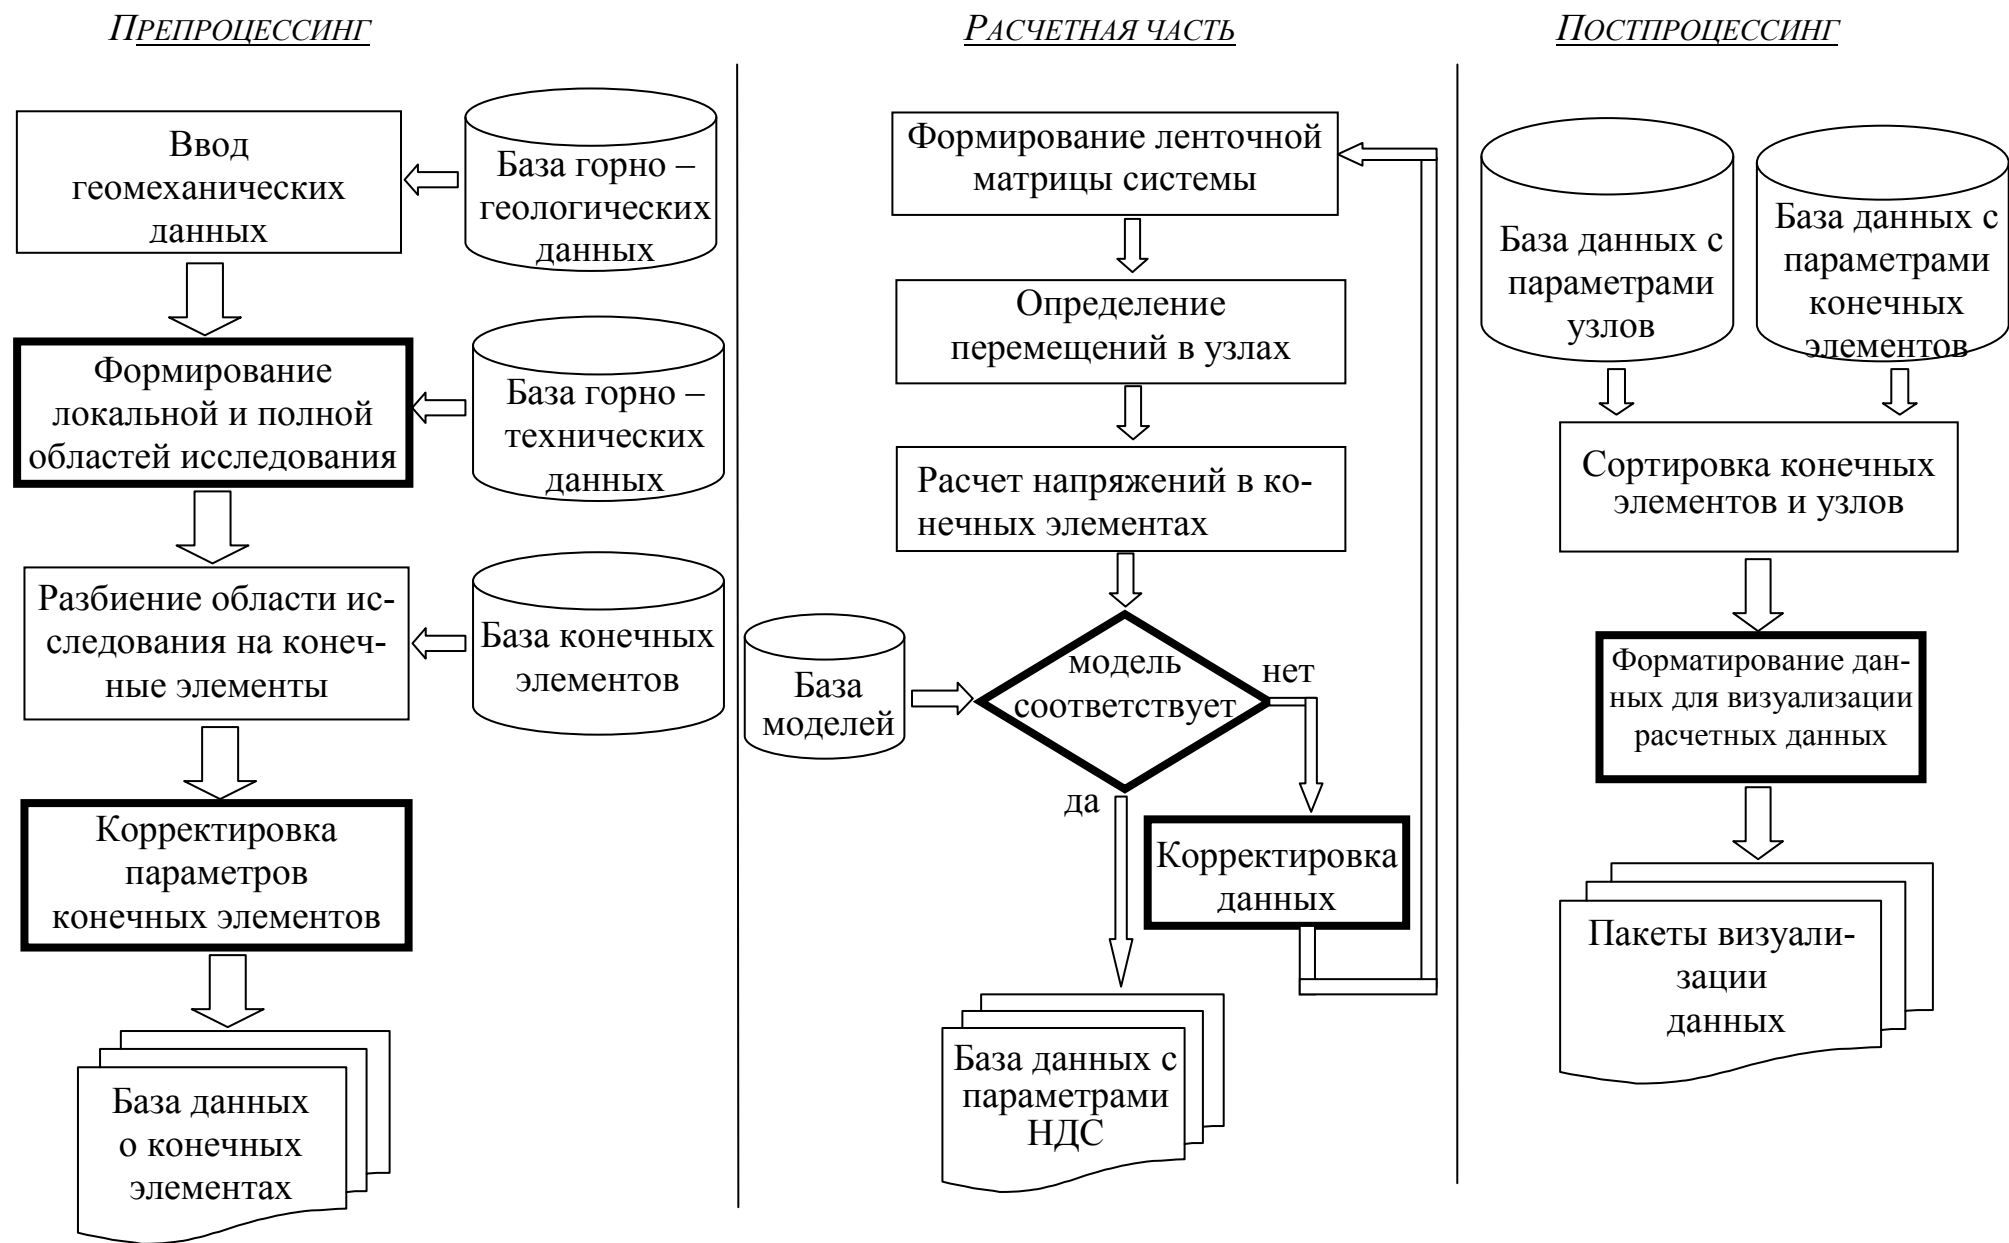 ПРЕПРОЦЕССИНГ
Ввод
геомеханических
данных
База горно –
геологических
данных
Формирование
локальной и полной
областей исследования
База горно –
технических
данных
Разбиение области ис-
следования на конеч-
ные элементы
База конечных
элементов
Корректировка
параметров
конечных элементов
База данных
о конечных
элементах
РАСЧЕТНАЯ ЧАСТЬ
Формирование ленточной
матрицы системы
Определение
перемещений в узлах
Расчет напряжений в ко-
нечных элементах
База
моделей
модель
соответствует
нет
да
Корректировка
данных
База данных с
параметрами
НДС
ПОСТПРОЦЕССИНГ
База данных с
параметрами
узлов
База данных с
параметрами
конечных
элементов
Сортировка конечных
элементов и узлов
Форматирование дан-
ных для визуализации
расчетных данных
Пакеты визуали-
зации
данных